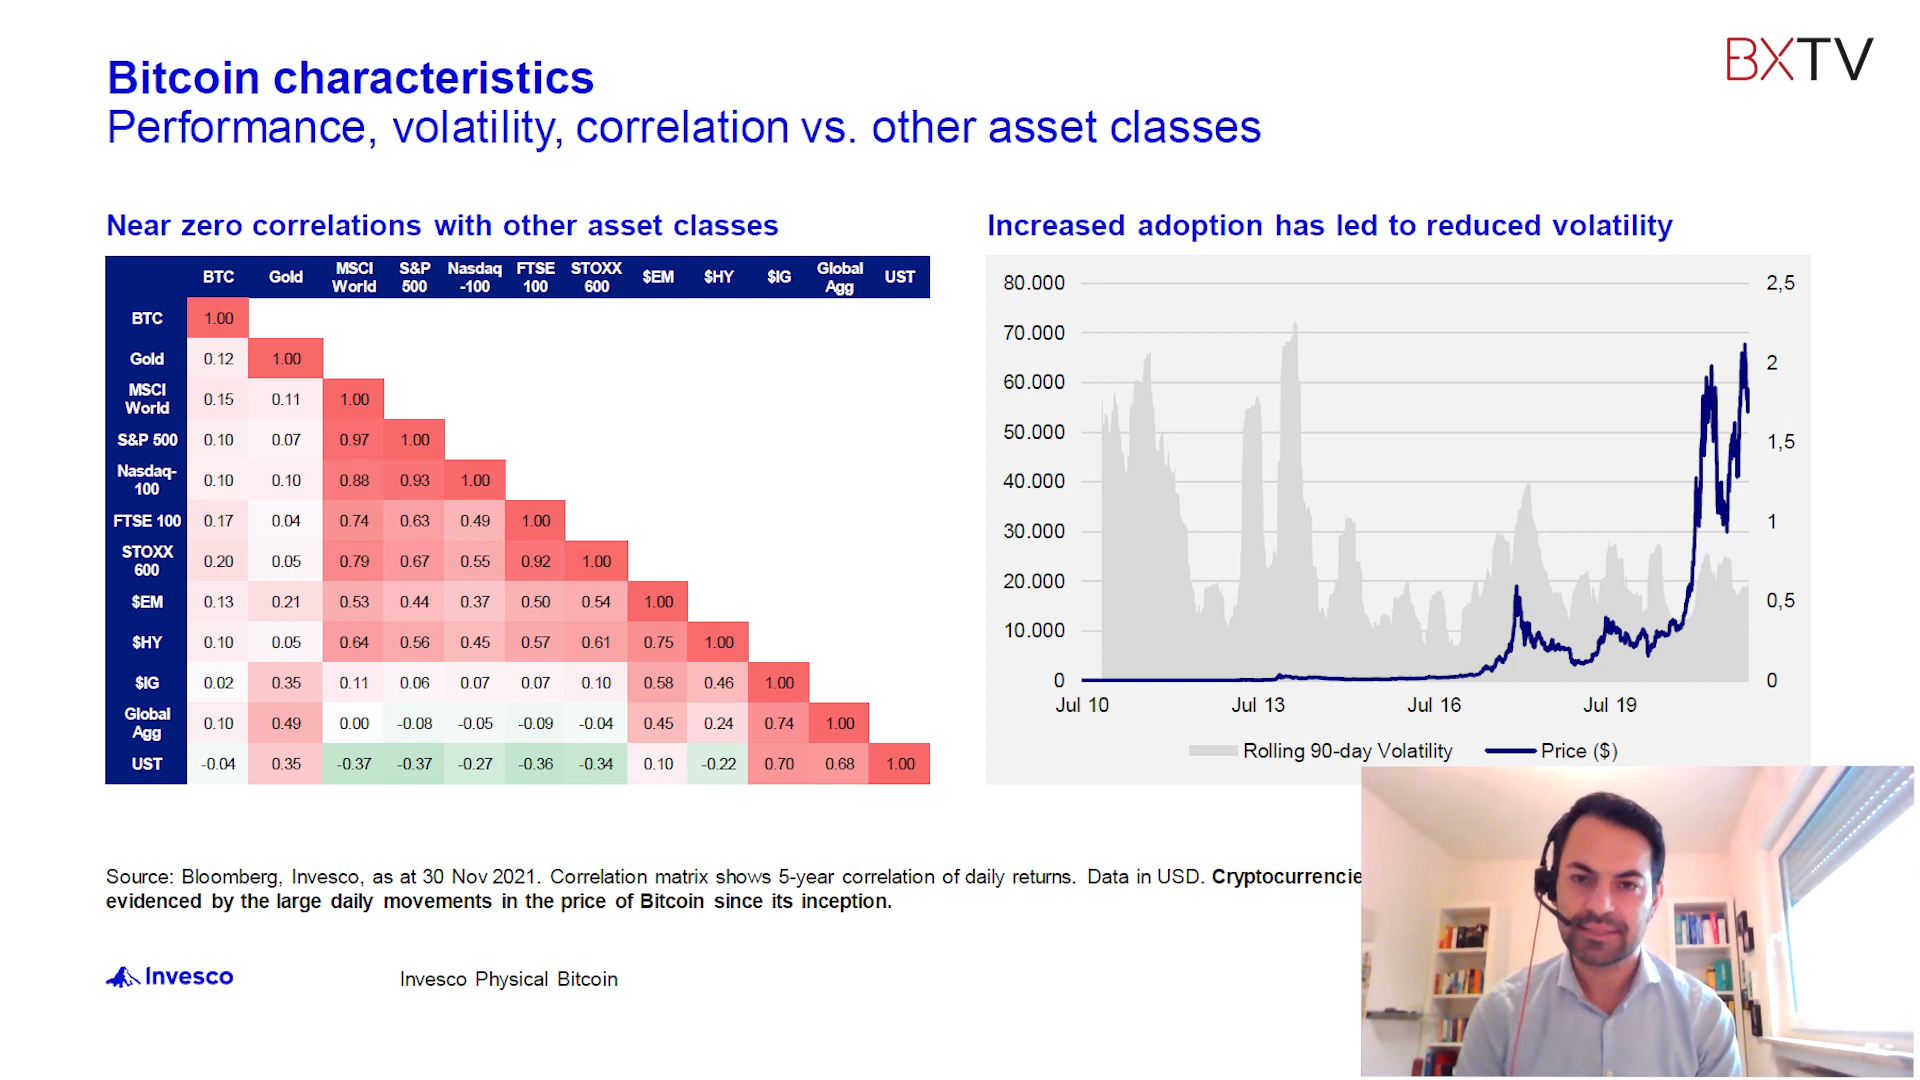 BXTV
Bitcoin characteristics
Performance, volatility, correlation vs. other asset classes
Near zero correlations with other asset classes
BTC Gold MSCI World S&P 500 Nasdaq -100 FTSE 100 STOXX 600 $EM $HY $IG Global Agg UST
BTC 1.00
Gold 0.12 1.00
MSCI World 0.15 0.11 1.00
S&P 500 0.10 0.07 0.97 1.00
Nasdaq-100 0.10 0.10 0.88 0.93 1.00
FTSE 100 0.17 0.04 0.74 0.63 0.49 1.00
STOXX 600 0.20 0.05 0.79 0.67 0.55 0.92 1.00
$EM 0.13 0.21 0.53 0.44 0.37 0.50 0.54 1.00
$HY 0.10 0.05 0.64 0.56 0.45 0.57 0.61 0.75 1.00
$IG 0.02 0.35 0.11 0.06 0.07 0.07 0.10 0.58 0.46 1.00
Global Agg 0.10 0.49 0.00 -0.08 -0.05 -0.09 -0.04 0.45 0.24 0.74 1.00
UST -0.04 0.35 -0.37 -0.37 -0.27 -0.36 -0.34 0.10 -0.22 0.70 0.68 1.00
Increased adoption has led to reduced volatility
80.000 2,5
70.000
60.000 2
50.000
40.000 1,5
30.000 1
20.000
10.000 0,5
0 0
Jul 10 Jul 13 Jul 16 Jul 19
Rolling 90-day Volatility Price ($)
Source: Bloomberg, Invesco, as at 30 Nov 2021. Correlation matrix shows 5-year correlation of daily returns. Data in USD. Cryptocurrencie
evidenced by the large daily movements in the price of Bitcoin since its inception.
Invesco
Invesco Physical Bitcoin